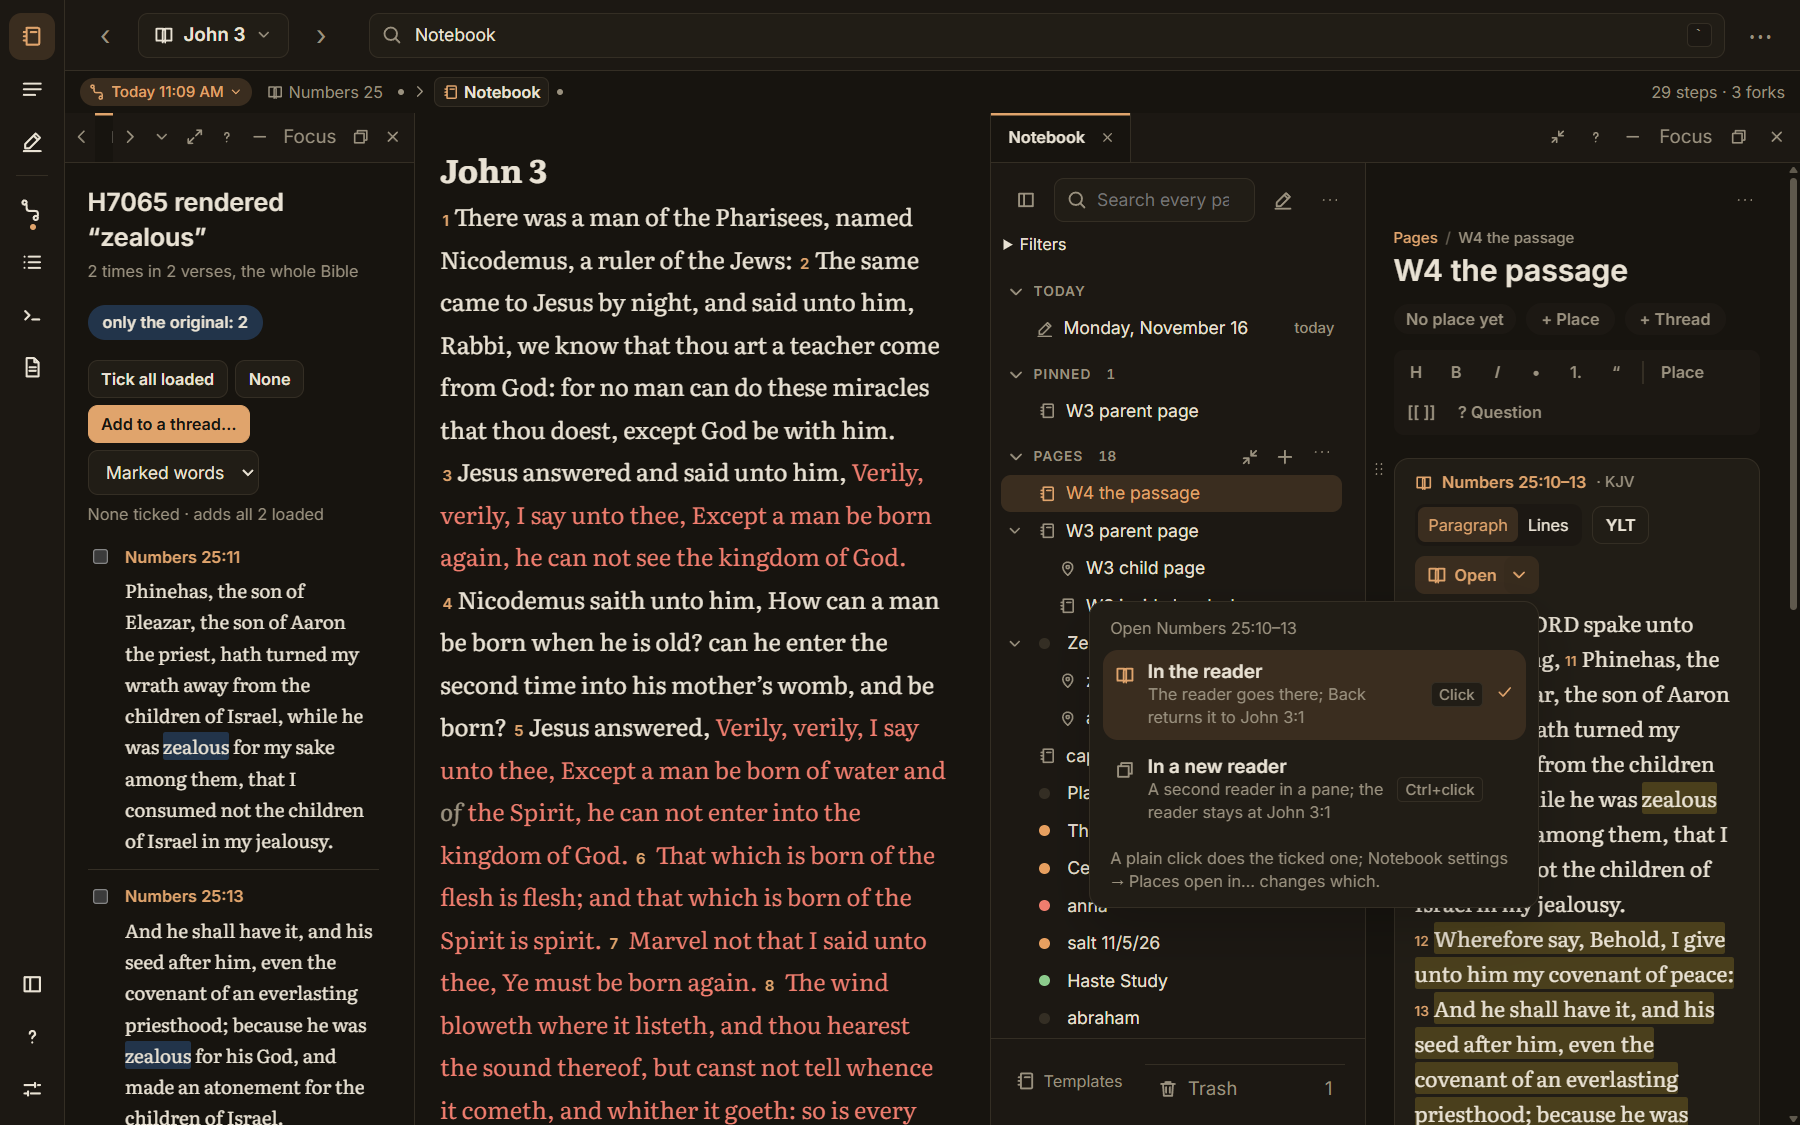 John 3
Notebook
`
Today 11:09 AM
Numbers 25
Notebook
29 steps · 3 forks
? — Focus
H7065 rendered
“zealous”
2 times in 2 verses, the whole Bible
only the original: 2
Tick all loaded
None
Add to a thread...
Marked words
None ticked · adds all 2 loaded
Numbers 25:11
Phinehas, the son of
Eleazar, the son of Aaron
the priest, hath turned my
wrath away from the
children of Israel, while he
was zealous for my sake
among them, that I
consumed not the children
of Israel in my jealousy.
Numbers 25:13
And he shall have it, and his
seed after him, even the
covenant of an everlasting
priesthood; because he was
zealous for his God, and
made an atonement for the
children of Israel.
John 3
1 There was a man of the Pharisees, named
Nicodemus, a ruler of the Jews: 2 The same
came to Jesus by night, and said unto him,
Rabbi, we know that thou art a teacher come
from God: for no man can do these miracles
that thou doest, except God be with him.
3 Jesus answered and said unto him, Verily,
verily, I say unto thee, Except a man be born
again, he can not see the kingdom of God.
4 Nicodemus saith unto him, How can a man
be born when he is old? can he enter the
second time into his mother’s womb, and be
born? 5 Jesus answered, Verily, verily, I say
unto thee, Except a man be born of water and
of the Spirit, he can not enter into the
kingdom of God. 6 That which is born of the
flesh is flesh; and that which is born of the
Spirit is spirit. 7 Marvel not that I said unto
thee, Ye must be born again. 8 The wind
bloweth where it listeth, and thou hearest
the sound thereof, but canst not tell whence
it cometh, and whither it goeth: so is every
Notebook
? — Focus
Search every pa
Filters
TODAY
Monday, November 16 today
PINNED 1
W3 parent page
PAGES 18
W4 the passage
W3 parent page
W3 child page
Ze
cap
Pla
Th
Ce
anna
salt 11/5/26
Haste Study
abraham
Templates
Trash 1
Pages / W4 the passage
W4 the passage
No place yet
+ Place
+ Thread
H B I • 1. “ Place
[[ ]] ? Question
Numbers 25:10–13 · KJV
Paragraph Lines YLT
Open
Open Numbers 25:10–13
In the reader
The reader goes there; Back
returns it to John 3:1
Click
In a new reader
A second reader in a pane; the
reader stays at John 3:1
Ctrl+click
A plain click does the ticked one; Notebook settings
→ Places open in... changes which.
ORD spake unto
g, 11 Phinehas, the
ar, the son of Aaron
ath turned my
from the children
ile he was zealous
among them, that I
ot the children of
Israel in my jealousy.
12 Wherefore say, Behold, I give
unto him my covenant of peace:
13 And he shall have it, and his
seed after him, even the
covenant of an everlasting
priesthood; because he was